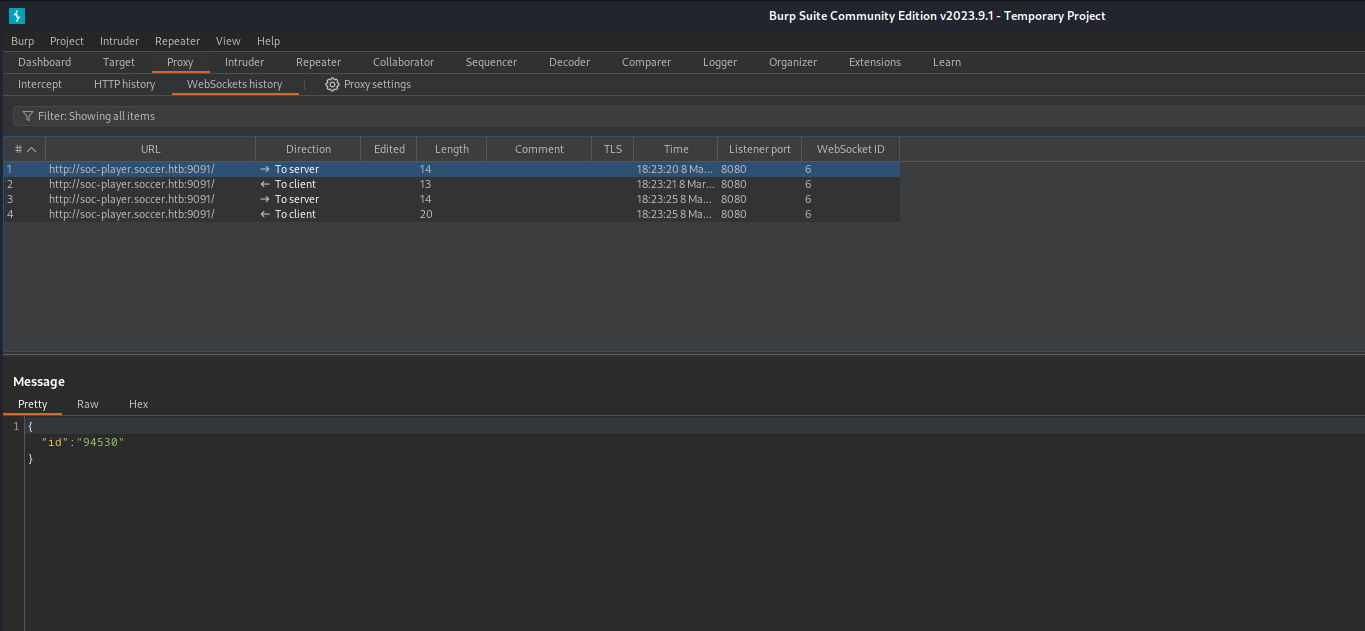 Burp Suite Community Edition v2023.9.1 - Temporary Project
Burp Project Intruder Repeater View Help
Dashboard Target Proxy Intruder Repeater Collaborator Sequencer Decoder Comparer Logger Organizer Extensions Learn
Intercept HTTP history WebSockets history Proxy settings
Filter: Showing all items
# URL Direction Edited Length Comment TLS Time Listener port WebSocket ID
1 http://soc-player.soccer.htb:9091/ → To server 14 18:23:20 8 Ma... 8080 6
2 http://soc-player.soccer.htb:9091/ ← To client 13 18:23:21 8 Mar... 8080 6
3 http://soc-player.soccer.htb:9091/ → To server 14 18:23:25 8 Ma... 8080 6
4 http://soc-player.soccer.htb:9091/ ← To client 20 18:23:25 8 Ma... 8080 6
Message
Pretty Raw Hex
1 {
"id":"94530"
}